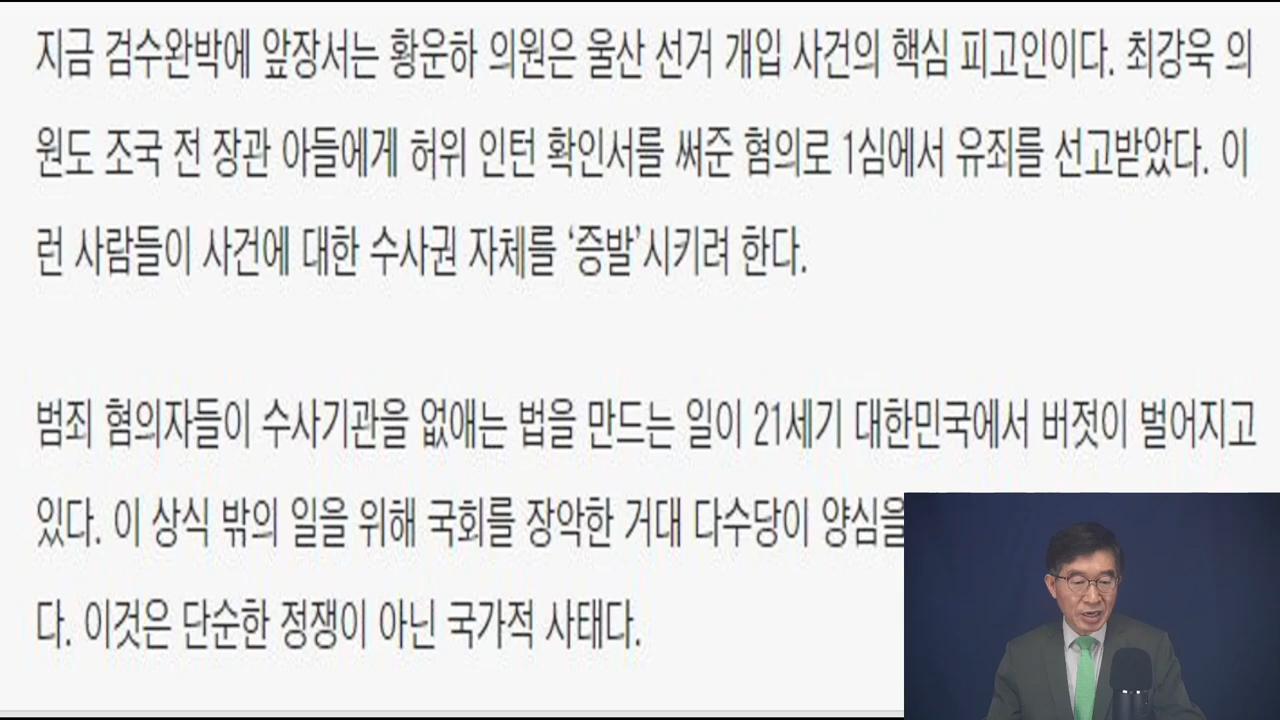 지금 검수완박에 앞장서는 황운하 의원은 울산 선거 개입 사건의 핵심 피고인이다. 최강욱 의
원도 조국 전 장관 아들에게 허위 인턴 확인서를 써준 혐의로 1심에서 유죄를 선고받았다. 이
런 사람들이 사건에 대한 수사권 자체를 ‘증발’시키려 한다.
범죄 혐의자들이 수사기관을 없애는 법을 만드는 일이 21세기 대한민국에서 버젓이 벌어지고
있다. 이 상식 밖의 일을 위해 국회를 장악한 거대 다수당이 양심을
다. 이것은 단순한 정쟁이 아닌 국가적 사태다.